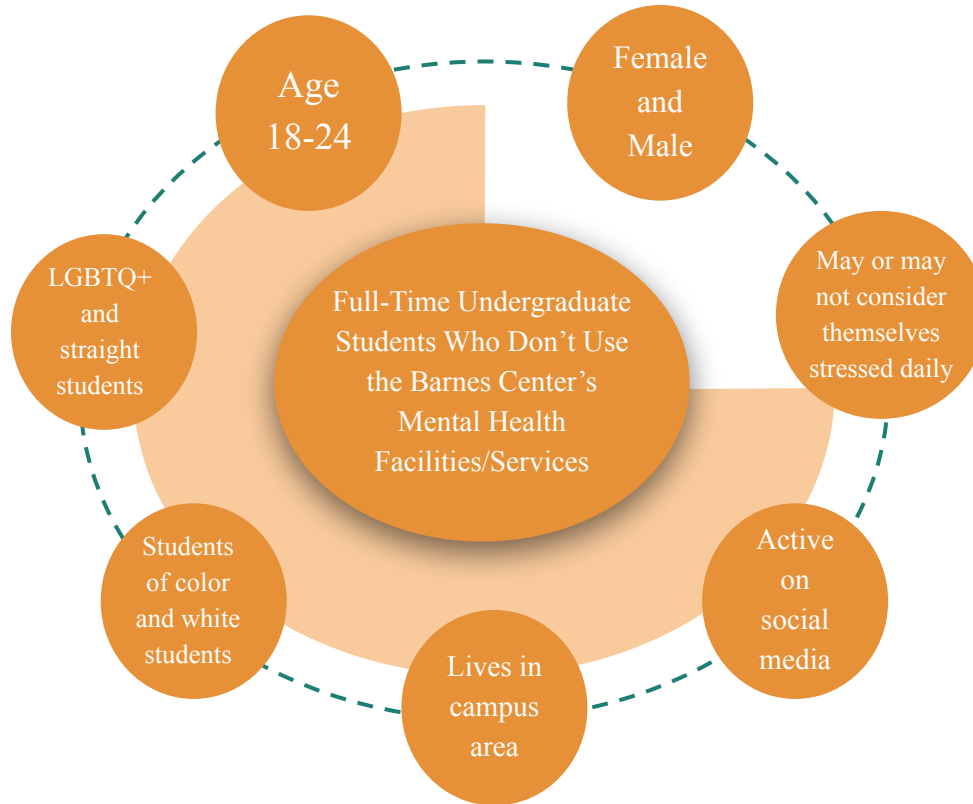 Age
18-24
Female
and
Male
LGBTQ+
and
straight
students
Full-Time Undergraduate
Students Who Don’t Use
the Barnes Center’s
Mental Health
Facilities/Services
May or may
not consider
themselves
stressed daily
Students
of color
and white
students
Lives in
campus
area
Active
on
social
media